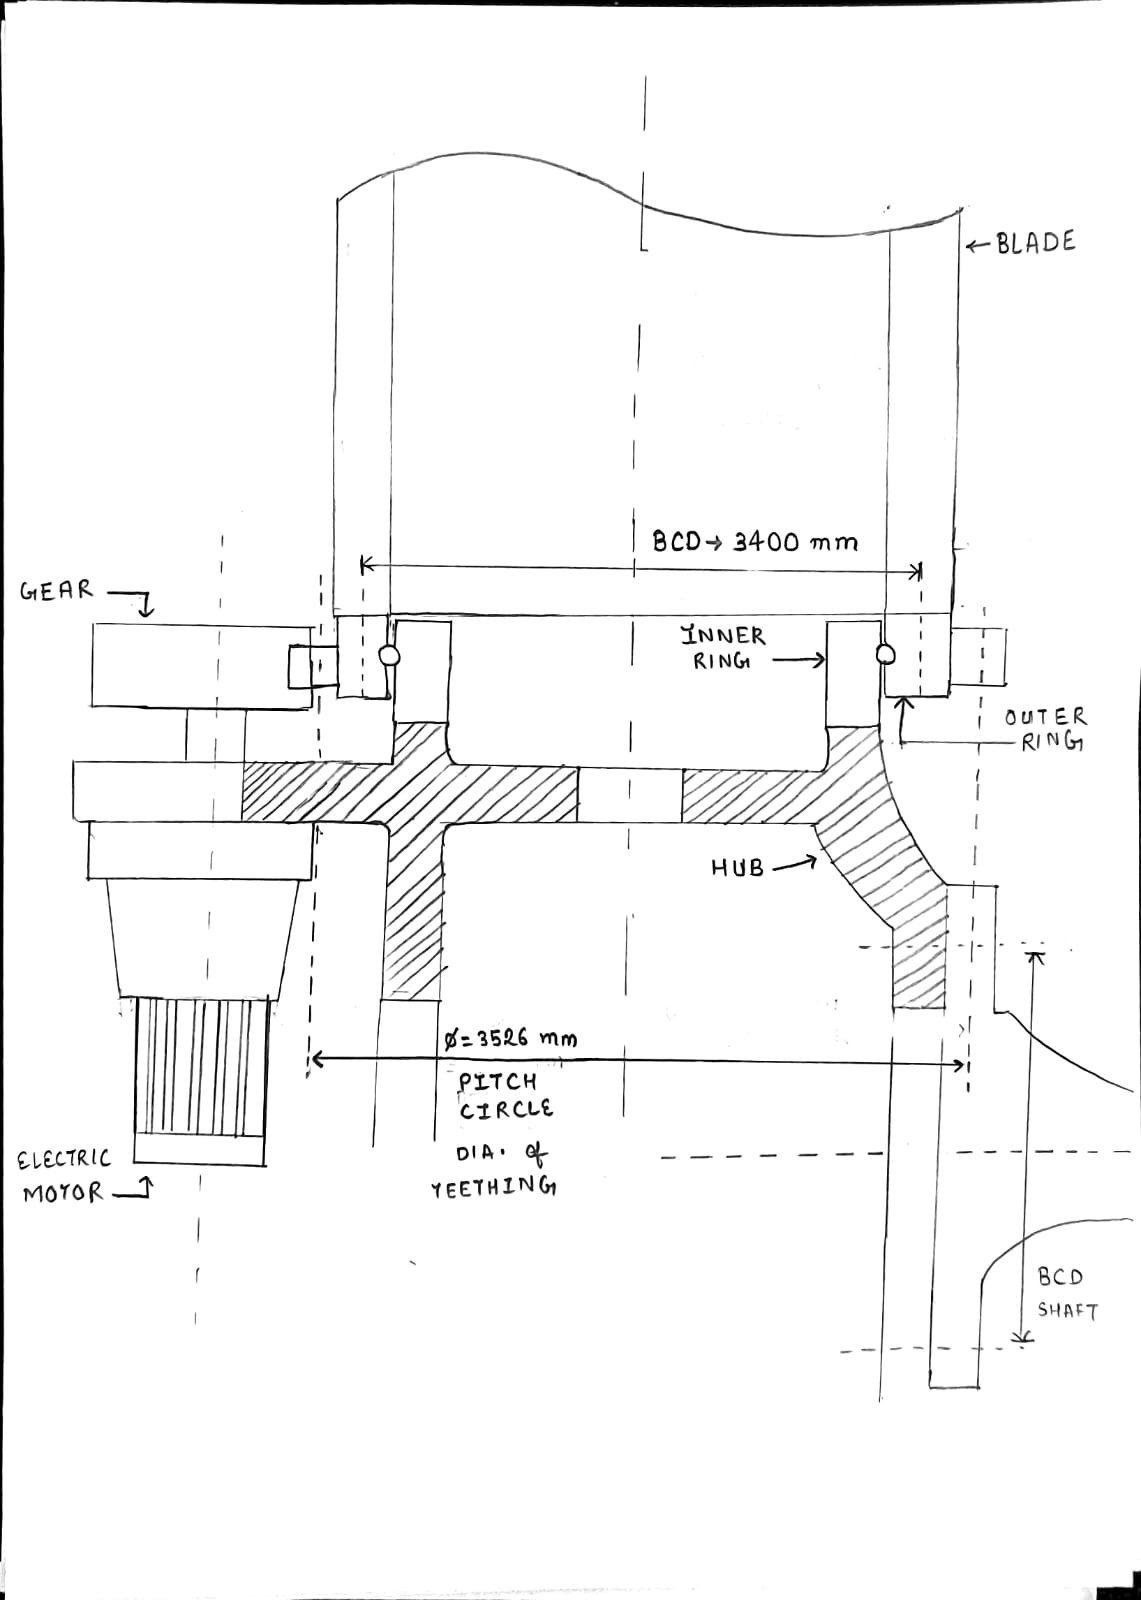 ← BLADE
BCD → 3400 mm
GEAR
INNER
RING
OUTER
RING
HUB
Ø = 3526 mm
PITCH
CIRCLE
DIA. of
TEETHING
ELECTRIC
MOTOR
BCD
SHAFT